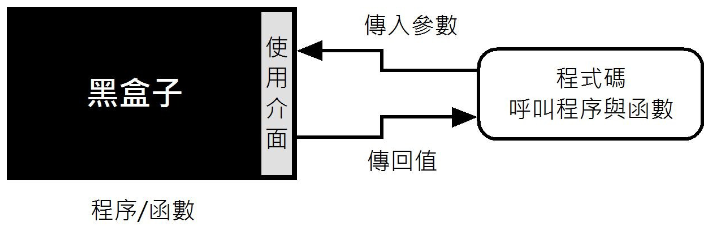 黑盒子
使用介面
傳入參數
程式碼
呼叫程序與函數
傳回值
程序/函數